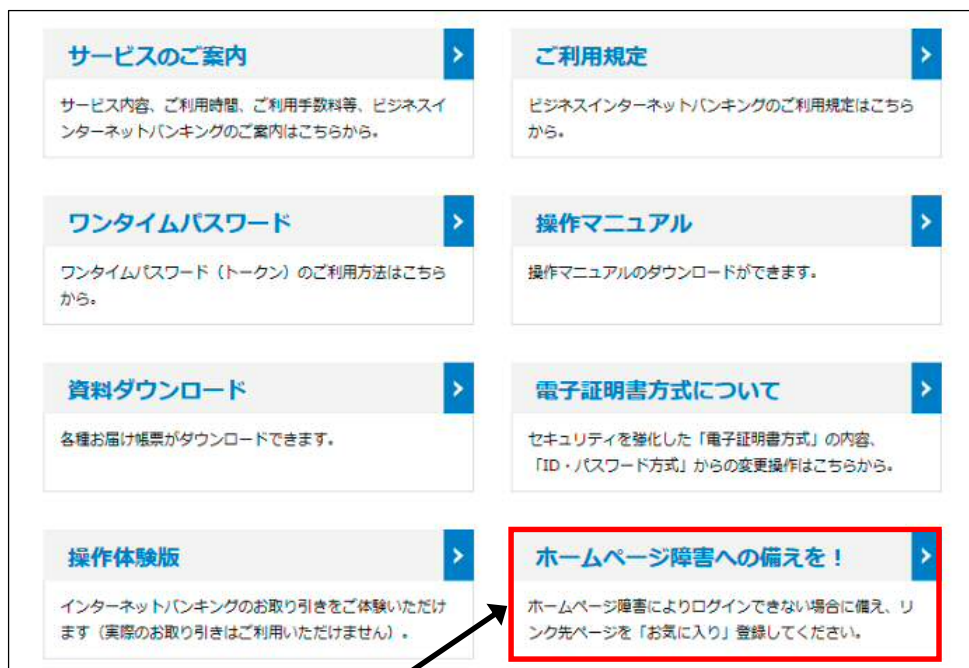 サービスのご案内
サービス内容、ご利用時間、ご利用手数料等、ビジネスイ
ンターネットバンキングのご案内はこちらから。
ご利用規定
ビジネスインターネットバンキングのご利用規定はこちら
から。
ワンタイムパスワード
ワンタイムパスワード（トークン）のご利用方法はこちら
から。
操作マニュアル
操作マニュアルのダウンロードができます。
資料ダウンロード
各種お届け帳票がダウンロードできます。
電子証明書方式について
セキュリティを強化した「電子証明書方式」の内容、
「ID・パスワード方式」からの変更操作はこちらから。
操作体験版
インターネットバンキングのお取り引きをご体験いただけ
ます（実際のお取り引きはご利用いただけません）．
ホームページ障害への備えを！
ホームページ障害によりログインできない場合に備え、リ
ンク先ページを「お気に入り」登録してください。